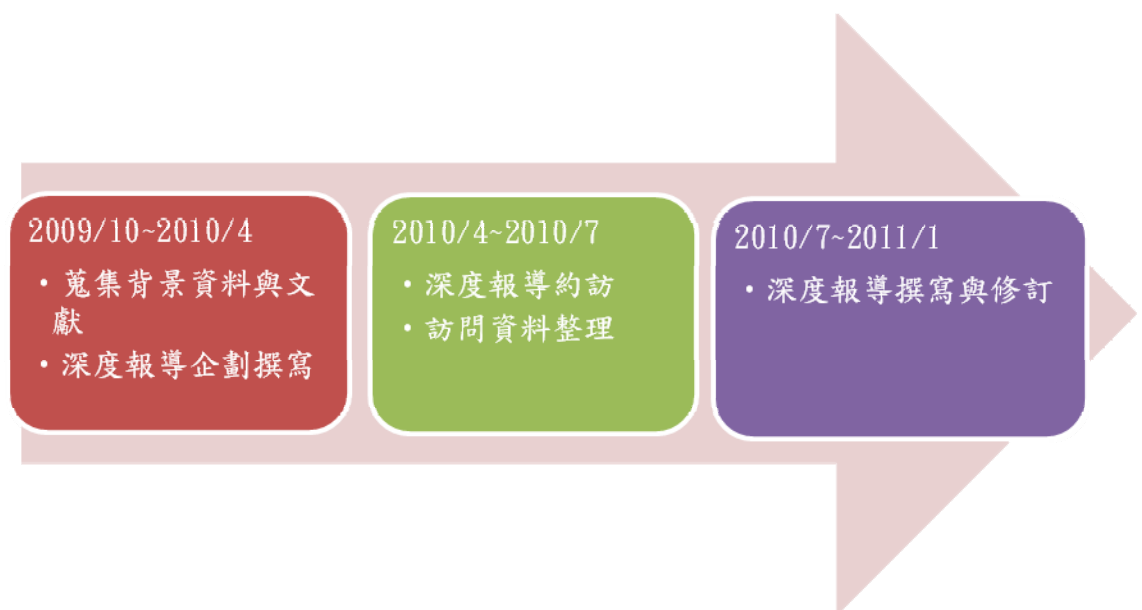 2009/10~2010/4
• 蒐集背景資料與文
獻
• 深度報導企劃撰寫
2010/4~2010/7
• 深度報導約訪
• 訪問資料整理
2010/7~2011/1
• 深度報導撰寫與修訂